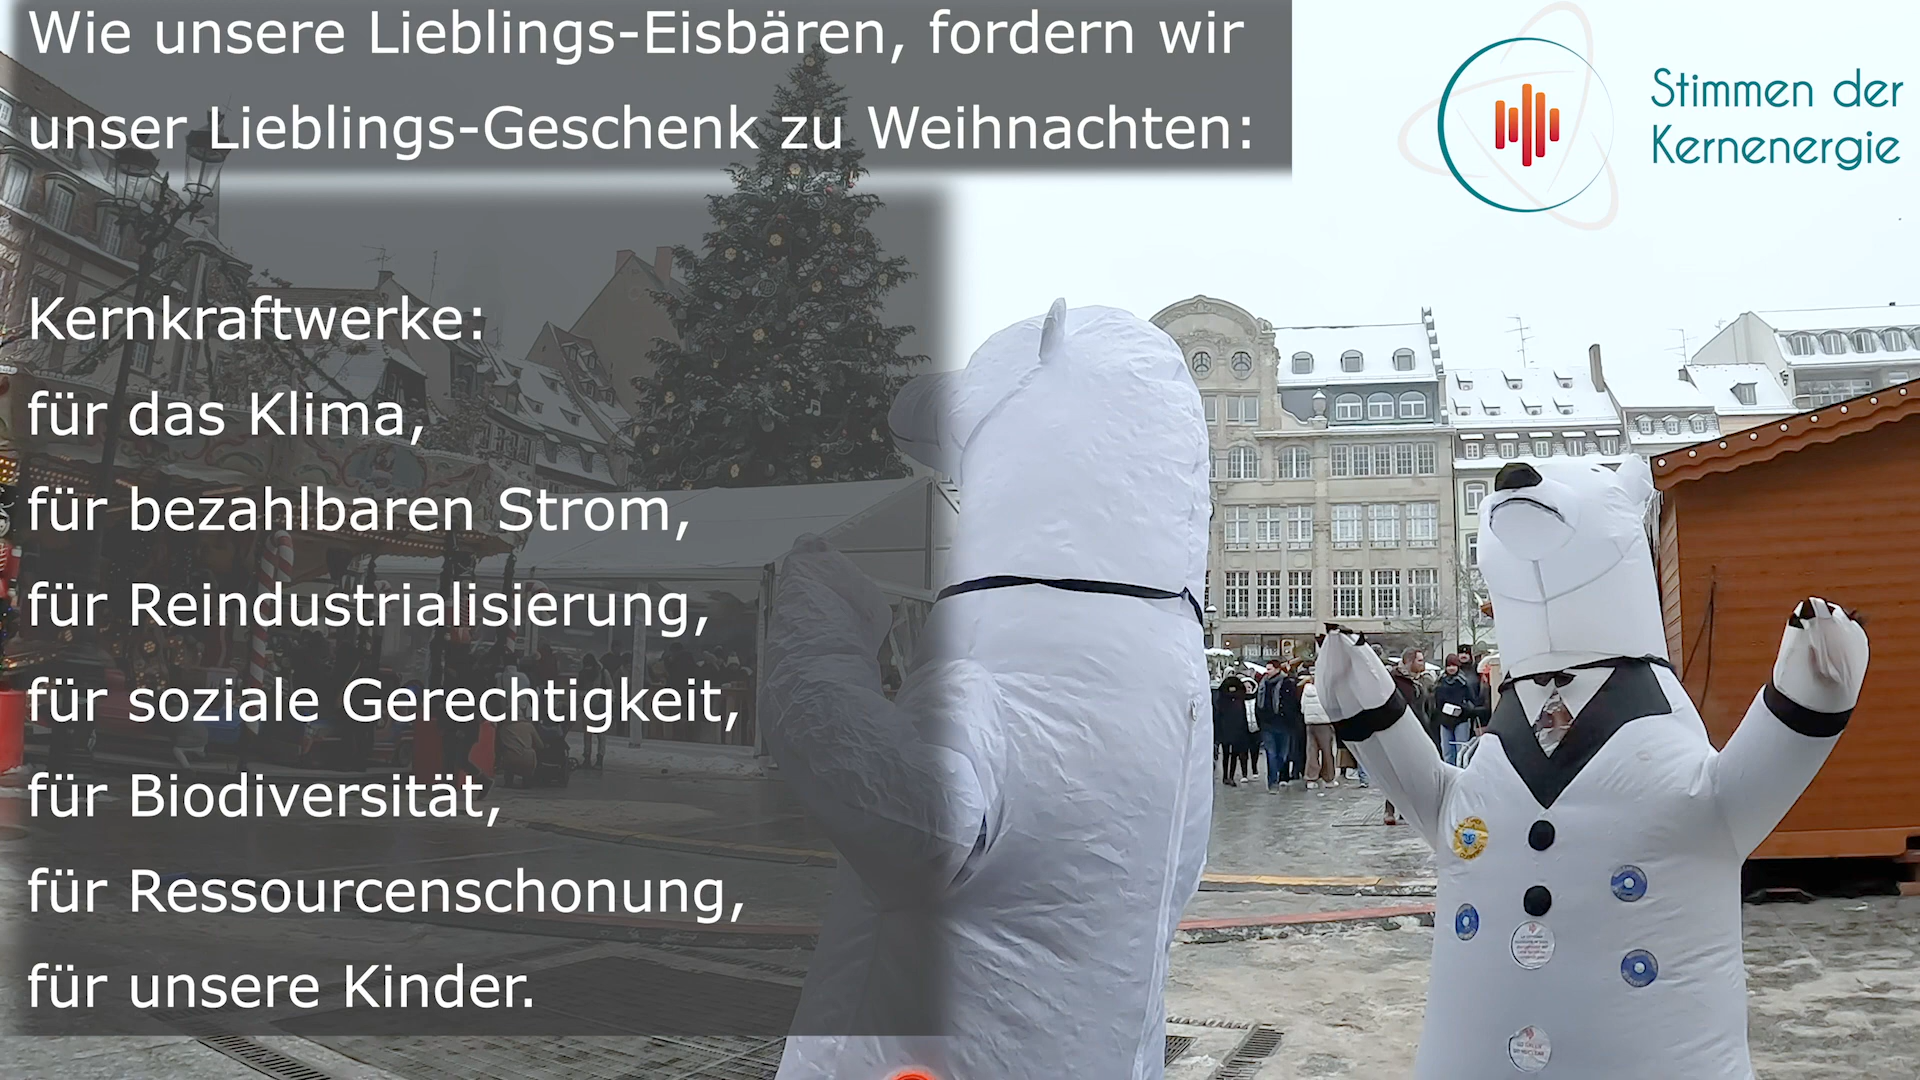 Wie unsere Lieblings-Eisbären, fordern wir
unser Lieblings-Geschenk zu Weihnachten:
Stimmen der
Kernenergie
Kernkraftwerke:
für das Klima,
für bezahlbaren Strom,
für Reindustrialisierung,
für soziale Gerechtigkeit,
für Biodiversität,
für Ressourcenschonung,
für unsere Kinder.